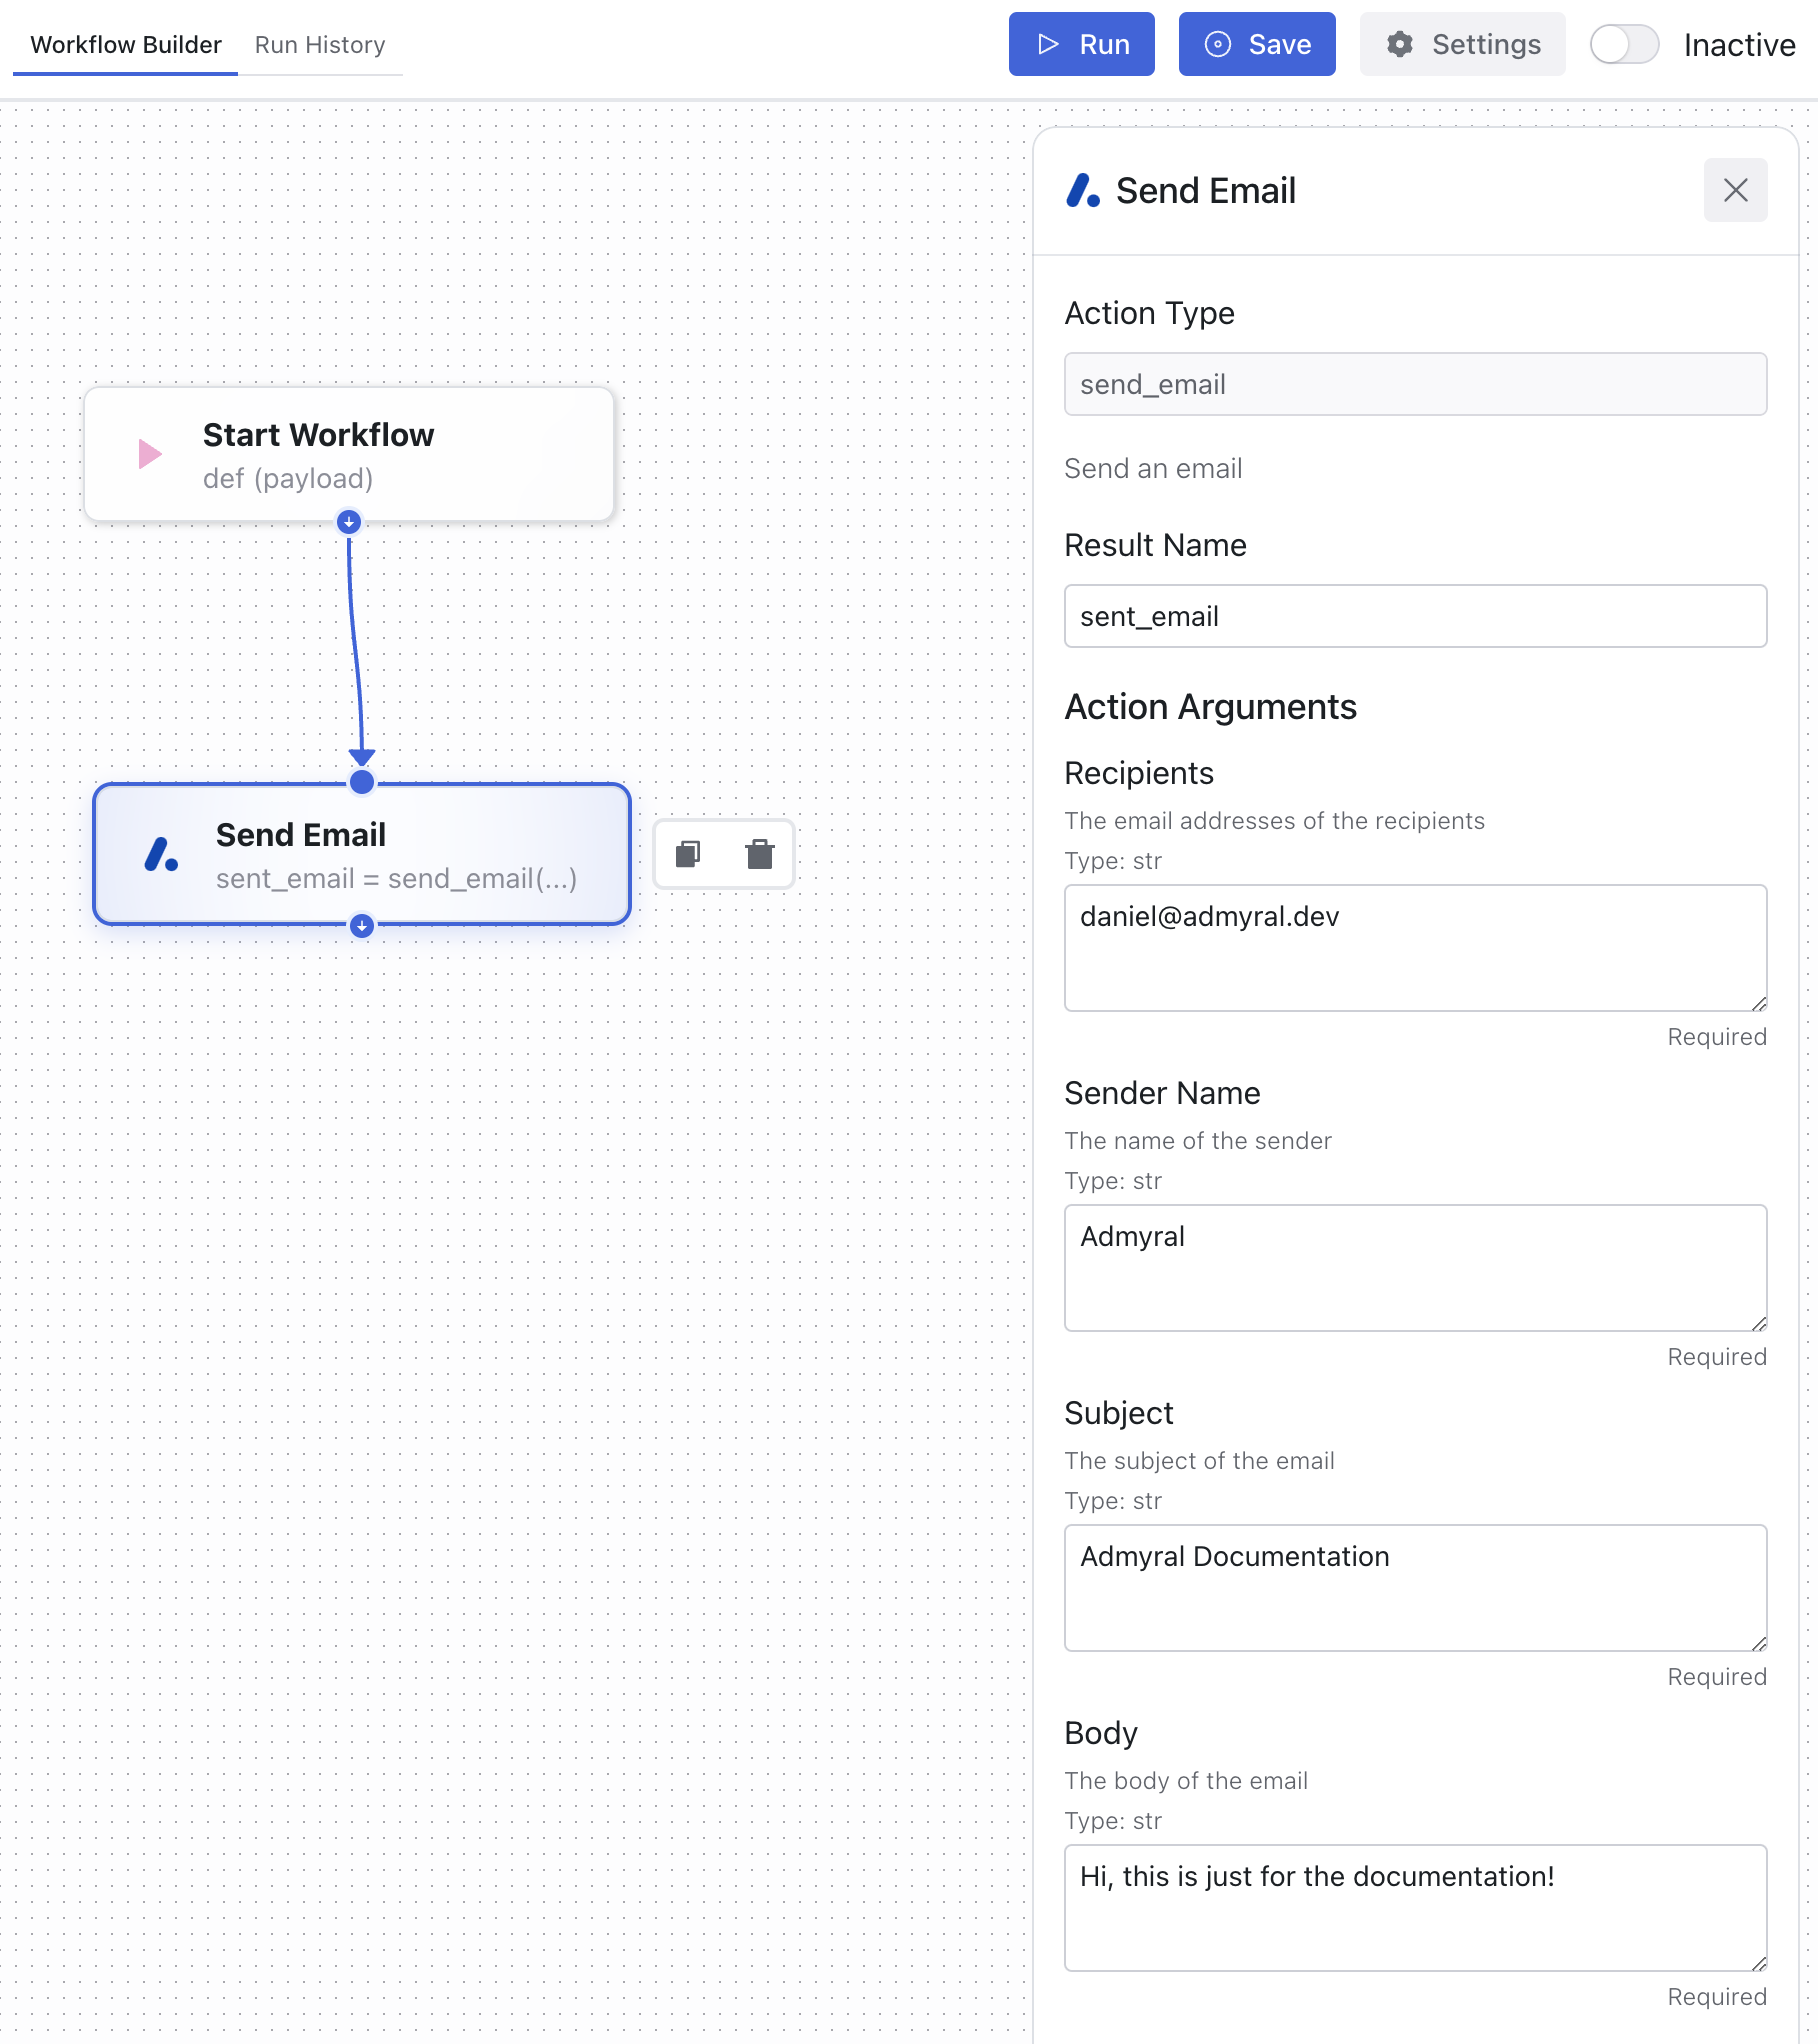 Workflow Builder
Run History
Run
Save
Settings
Inactive
Start Workflow
def (payload)
Send Email
sent_email = send_email(...)
Send Email
Action Type
send_email
Send an email
Result Name
sent_email
Action Arguments
Recipients
The email addresses of the recipients
Type: str
daniel@admyral.dev
Required
Sender Name
The name of the sender
Type: str
Admyral
Required
Subject
The subject of the email
Type: str
Admyral Documentation
Required
Body
The body of the email
Type: str
Hi, this is just for the documentation!
Required